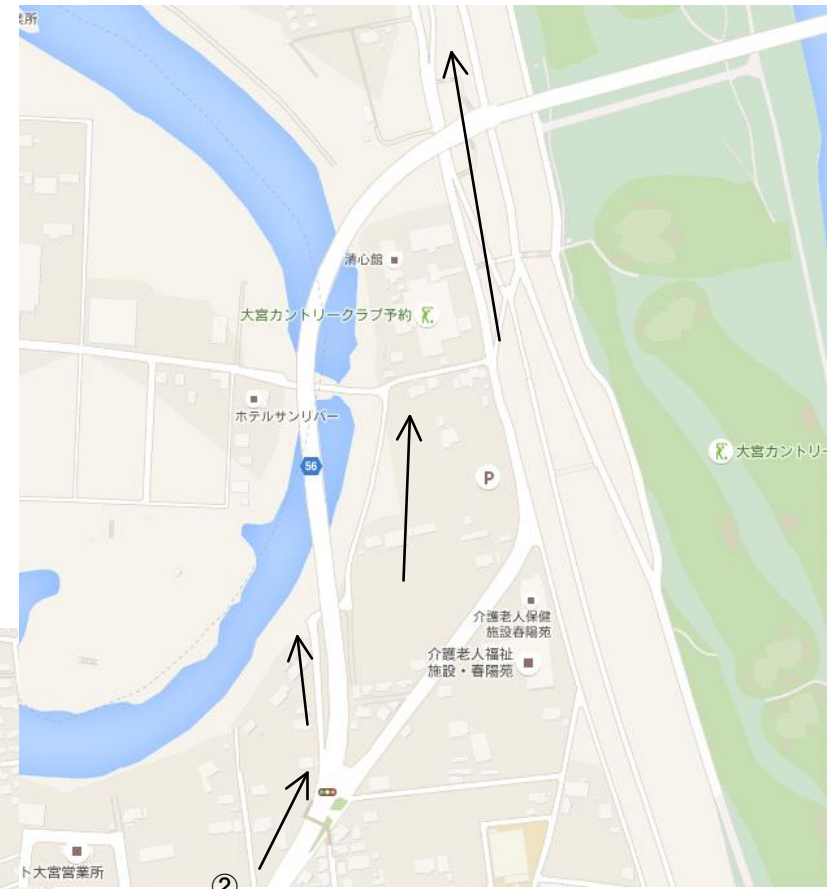 業所
清心館
大宮カントリークラブ予約
ホテルサンリバー
大宮カントリー
56
P
介護老人保健
施設春陽苑
介護老人福祉
施設・春陽苑
ト大宮営業所
②